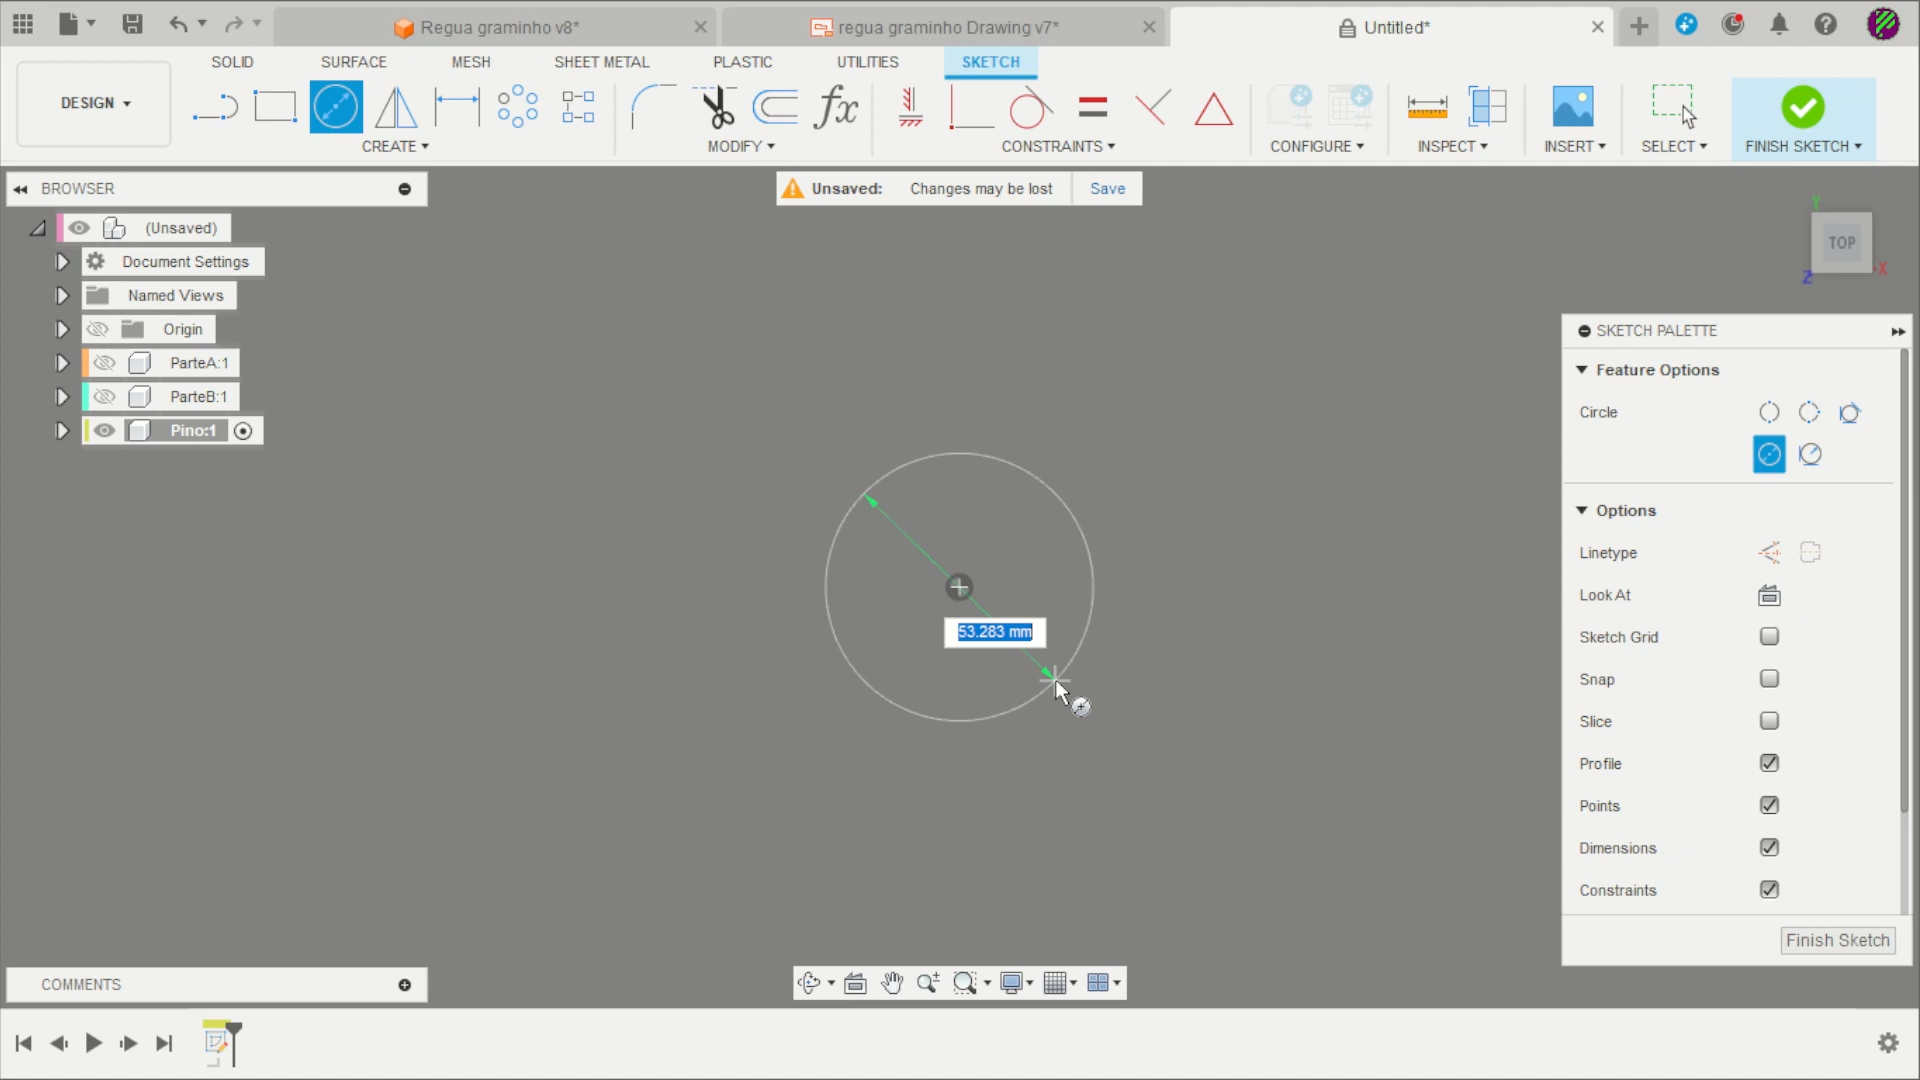 Regua graminho v8*
regua graminho Drawing v7*
Untitled*
SOLID
SURFACE
MESH
SHEET METAL
PLASTIC
UTILITIES
SKETCH
DESIGN
fx
CREATE
MODIFY
CONSTRAINTS
CONFIGURE
INSPECT
INSERT
SELECT
FINISH SKETCH
BROWSER
Unsaved: Changes may be lost
Save
(Unsaved)
Document Settings
Named Views
Origin
ParteA:1
ParteB:1
Pino:1
Y
TOP
Z
X
53.283 mm
SKETCH PALETTE
Feature Options
Circle
Options
Linetype
Look At
Sketch Grid
Snap
Slice
Profile
Points
Dimensions
Constraints
Finish Sketch
COMMENTS